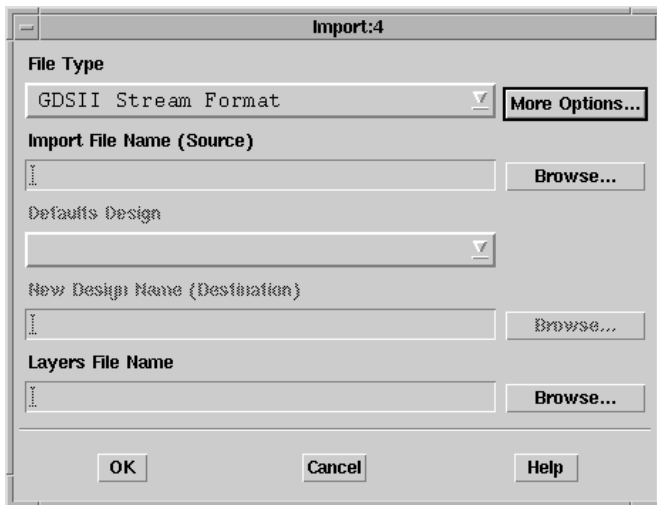 Import:4
File Type
GDSII Stream Format
More Options...
Import File Name (Source)
Browse...
Defaults Design
New Design Name (Destination)
Browse...
Layers File Name
Browse...
OK Cancel Help